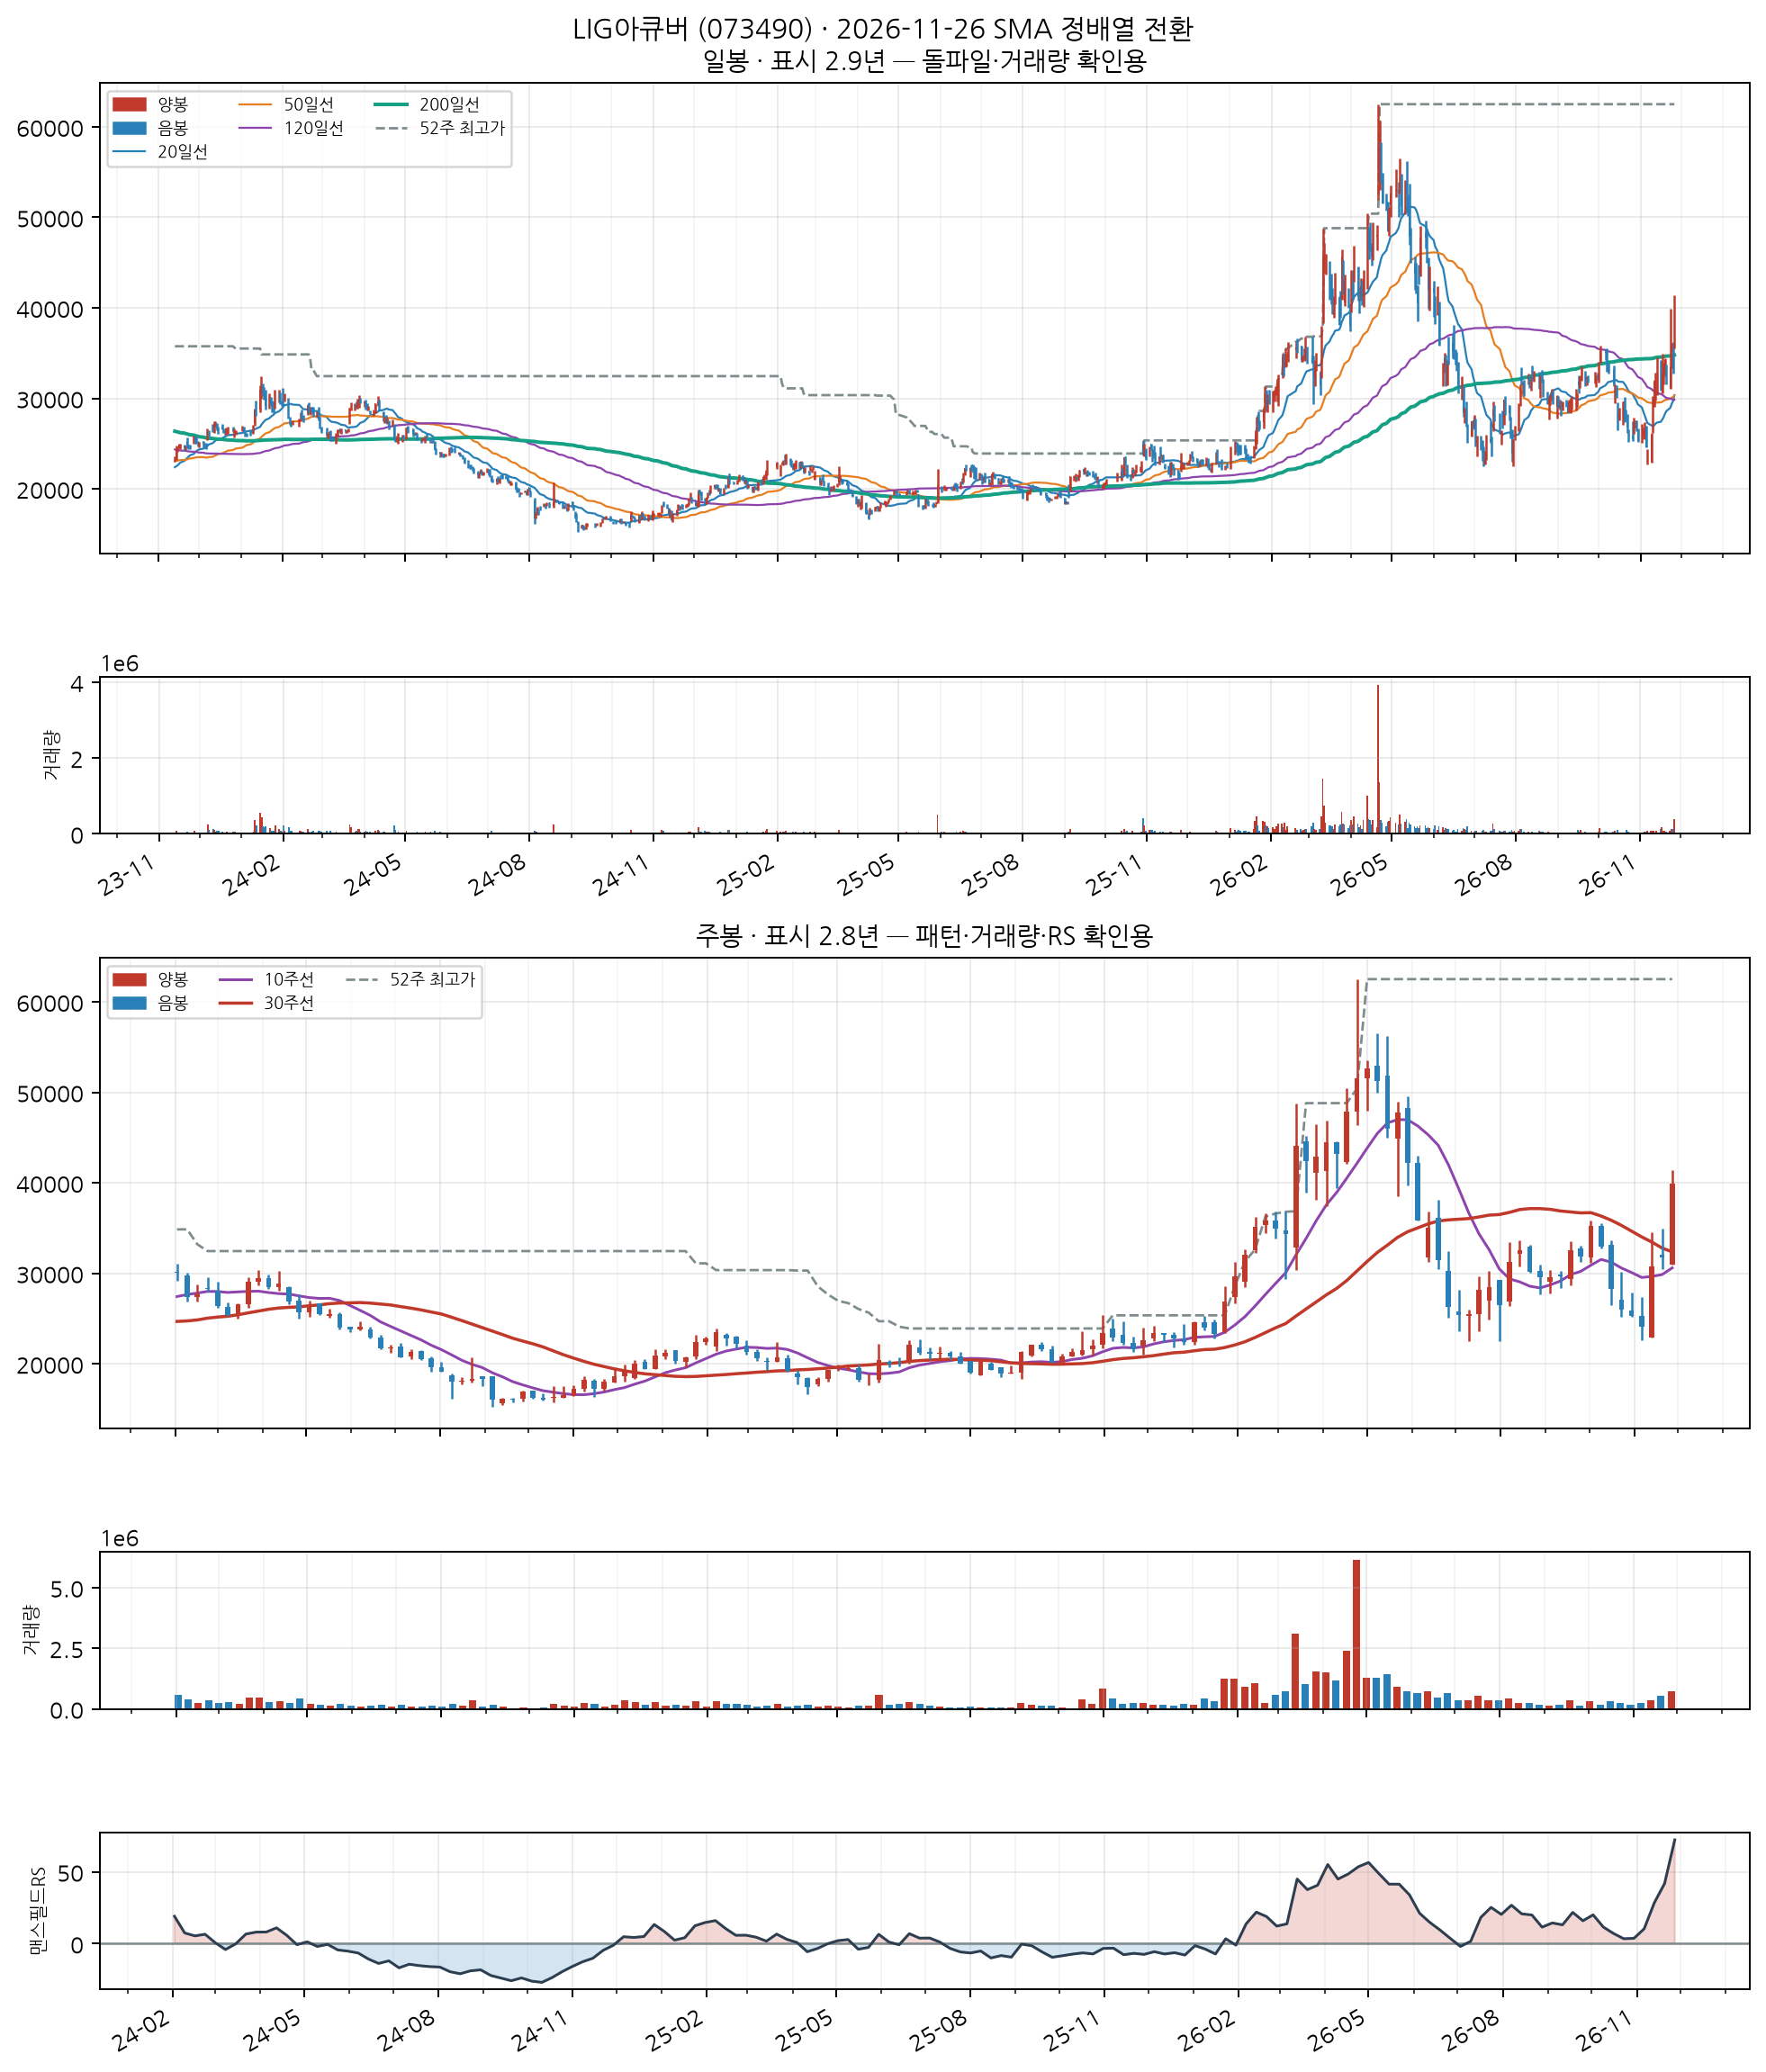 LIG아큐버 (073490) · 2026-11-26 SMA 정배열 전환
일봉 · 표시 2.9년 — 돌파일·거래량 확인용
양봉 50일선 200일선
음봉 120일선 52주 최고가
20일선
60000
50000
40000
30000
20000
1e6
4
2
0
거래량
23-11 24-02 24-05 24-08 24-11 25-02 25-05 25-08 25-11 26-02 26-05 26-08 26-11
주봉 · 표시 2.8년 — 패턴·거래량·RS 확인용
양봉 10주선 52주 최고가
음봉 30주선
60000
50000
40000
30000
20000
1e6
5.0
2.5
0.0
거래량
50
0
맨스필드RS
24-02 24-05 24-08 24-11 25-02 25-05 25-08 25-11 26-02 26-05 26-08 26-11